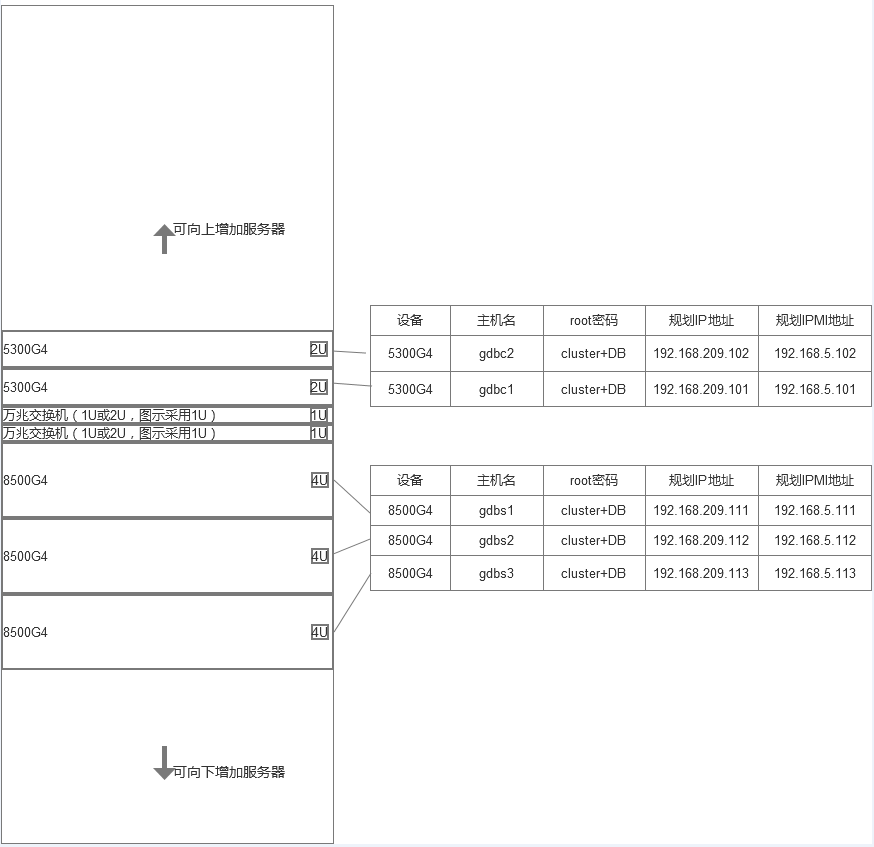 可向上增加服务器
5300G4 2U
5300G4 2U
万兆交换机（1U或2U，图示采用1U） 1U
万兆交换机（1U或2U，图示采用1U） 1U
8500G4 4U
8500G4 4U
8500G4 4U
可向下增加服务器
设备 主机名 root密码 规划IP地址 规划IPMI地址
5300G4 gdbc2 cluster+DB 192.168.209.102 192.168.5.102
5300G4 gdbc1 cluster+DB 192.168.209.101 192.168.5.101
设备 主机名 root密码 规划IP地址 规划IPMI地址
8500G4 gdbs1 cluster+DB 192.168.209.111 192.168.5.111
8500G4 gdbs2 cluster+DB 192.168.209.112 192.168.5.112
8500G4 gdbs3 cluster+DB 192.168.209.113 192.168.5.113